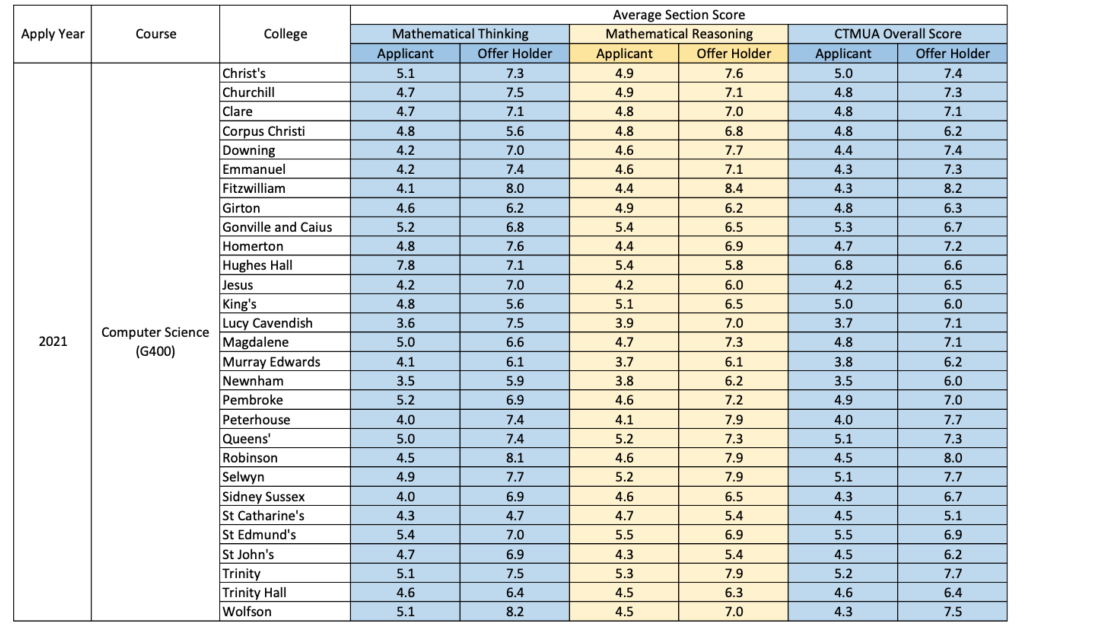 Average Section Score
Apply Year Course College Mathematical Thinking Mathematical Reasoning CTMUA Overall Score
Applicant Offer Holder Applicant Offer Holder Applicant Offer Holder
Christ's 5.1 7.3 4.9 7.6 5.0 7.4
Churchill 4.7 7.5 4.9 7.1 4.8 7.3
Clare 4.7 7.1 4.8 7.0 4.8 7.1
Corpus Christi 4.8 5.6 4.8 6.8 4.8 6.2
Downing 4.2 7.0 4.6 7.7 4.4 7.4
Emmanuel 4.2 7.4 4.6 7.1 4.3 7.3
Fitzwilliam 4.1 8.0 4.4 8.4 4.3 8.2
Girton 4.6 6.2 4.9 6.2 4.8 6.3
Gonville and Caius 5.2 6.8 5.4 6.5 5.3 6.7
Homerton 4.8 7.6 4.4 6.9 4.7 7.2
Hughes Hall 7.8 7.1 5.4 5.8 6.8 6.6
Jesus 4.2 7.0 4.2 6.0 4.2 6.5
King's 4.8 5.6 5.1 6.5 5.0 6.0
Lucy Cavendish 3.6 7.5 3.9 7.0 3.7 7.1
2021 Computer Science (G400) Magdalene 5.0 6.6 4.7 7.3 4.8 7.1
Murray Edwards 4.1 6.1 3.7 6.1 3.8 6.2
Newnham 3.5 5.9 3.8 6.2 3.5 6.0
Pembroke 5.2 6.9 4.6 7.2 4.9 7.0
Peterhouse 4.0 7.4 4.1 7.9 4.0 7.7
Queens' 5.0 7.4 5.2 7.3 5.1 7.3
Robinson 4.5 8.1 4.6 7.9 4.5 8.0
Selwyn 4.9 7.7 5.2 7.9 5.1 7.7
Sidney Sussex 4.0 6.9 4.6 6.5 4.3 6.7
St Catharine's 4.3 4.7 4.7 5.4 4.5 5.1
St Edmund's 5.4 7.0 5.5 6.9 5.5 6.9
St John's 4.7 6.9 4.3 5.4 4.5 6.2
Trinity 5.1 7.5 5.3 7.9 5.2 7.7
Trinity Hall 4.6 6.4 4.5 6.3 4.6 6.4
Wolfson 5.1 8.2 4.5 7.0 4.3 7.5